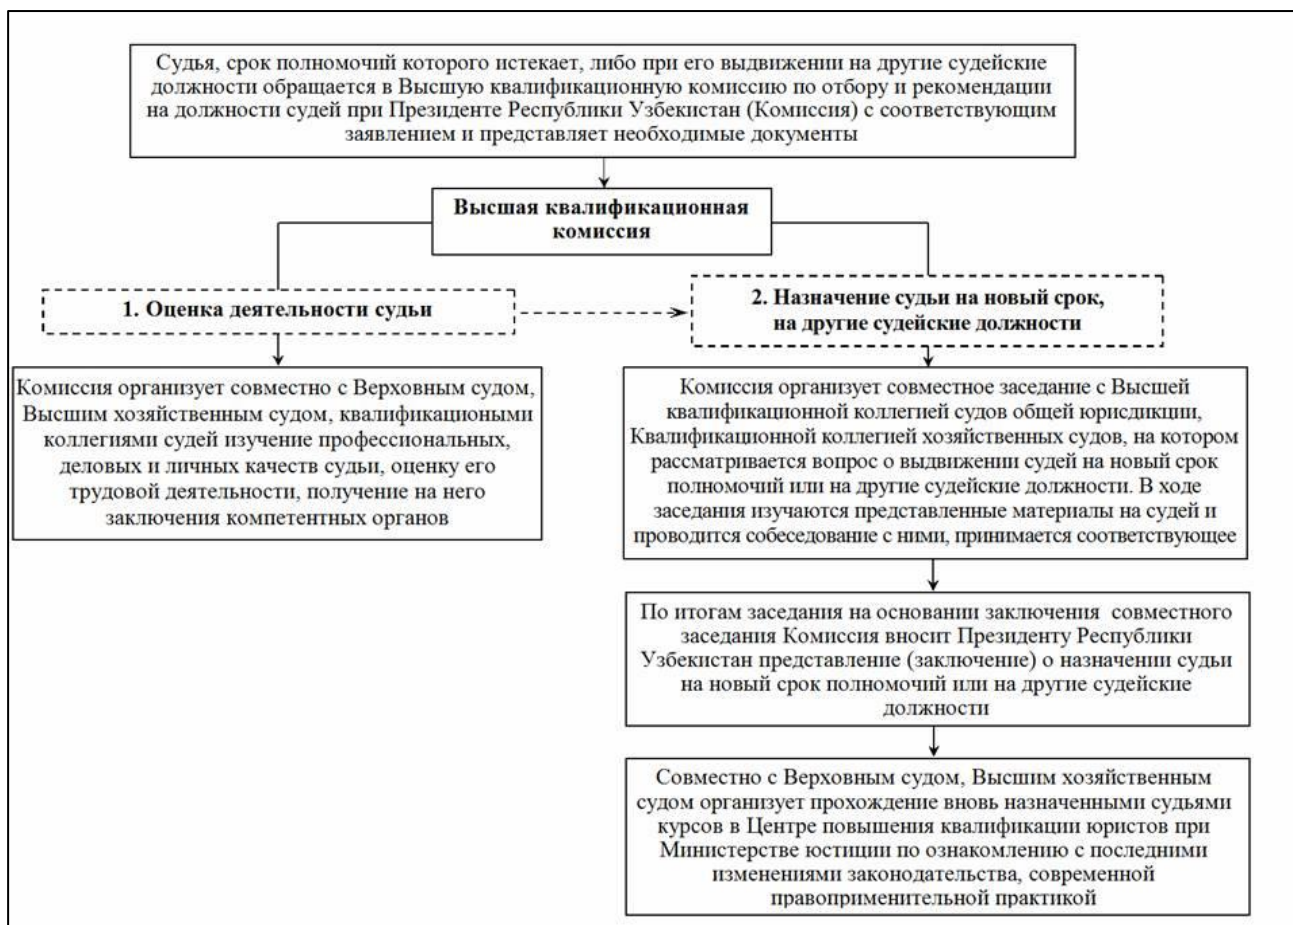 Судья, срок полномочий которого истекает, либо при его выдвижении на другие судейские
должности обращается в Высшую квалификационную комиссию по отбору и рекомендации
на должности судей при Президенте Республики Узбекистан (Комиссия) с соответствующим
заявлением и представляет необходимые документы
Высшая квалификационная
комиссия
1. Оценка деятельности судьи
2. Назначение судьи на новый срок,
на другие судейские должности
Комиссия организует совместно с Верховным судом,
Высшим хозяйственным судом, квалификациоными
коллегиями судей изучение профессиональных,
деловых и личных качеств судьи, оценку его
трудовой деятельности, получение на него
заключения компетентных органов
Комиссия организует совместное заседание с Высшей
квалификационной коллегией судов общей юрисдикции,
Квалификационной коллегией хозяйственных судов, на котором
рассматривается вопрос о выдвижении судей на новый срок
полномочий или на другие судейские должности. В ходе
заседания изучаются представленные материалы на судей и
проводится собеседование с ними, принимается соответствующее
По итогам заседания на основании заключения совместного
заседания Комиссия вносит Президенту Республики
Узбекистан представление (заключение) о назначении судьи
на новый срок полномочий или на другие судейские
должности
Совместно с Верховным судом, Высшим хозяйственным
судом организует прохождение вновь назначенными судьями
курсов в Центре повышения квалификации юристов при
Министерстве юстиции по ознакомлению с последними
изменениями законодательства, современной
правоприменительной практикой